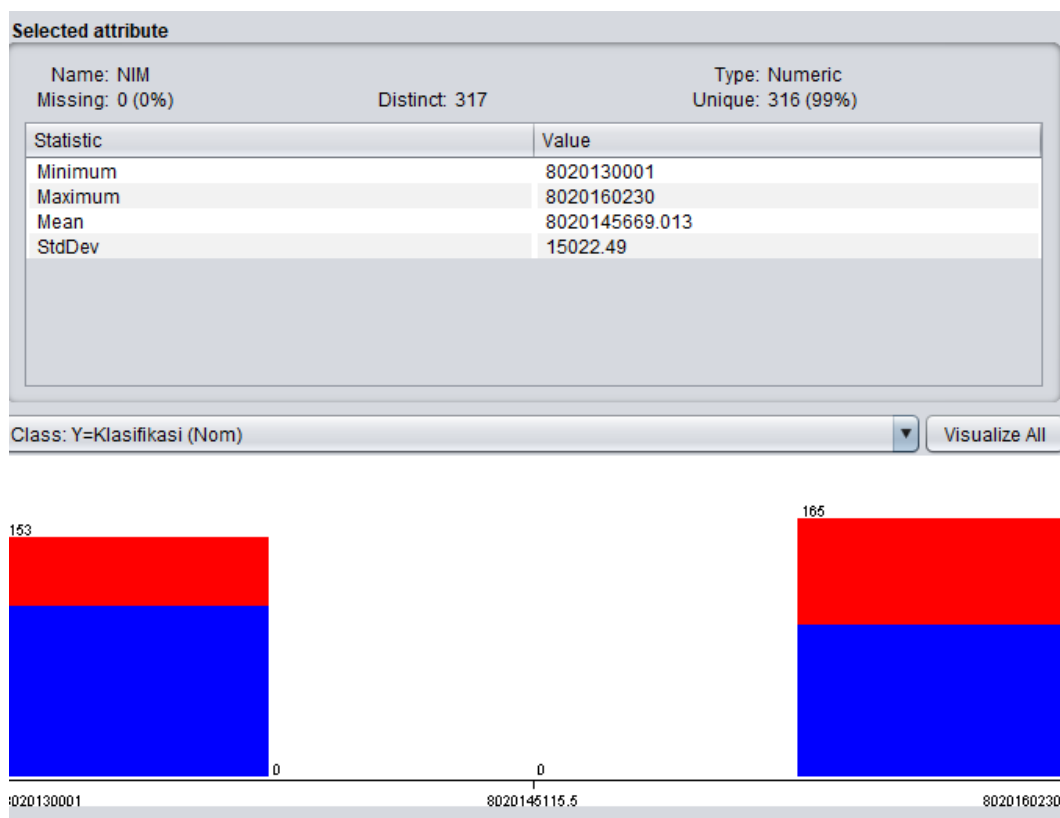 Selected attribute
Name: NIM Type: Numeric
Missing: 0 (0%) Distinct: 317 Unique: 316 (99%)
Statistic Value
Minimum 8020130001
Maximum 8020160230
Mean 8020145669.013
StdDev 15022.49
Class: Y=Klasifikasi (Nom) Visualize All
165
153
0 0
8020130001 8020145115.5 8020160230